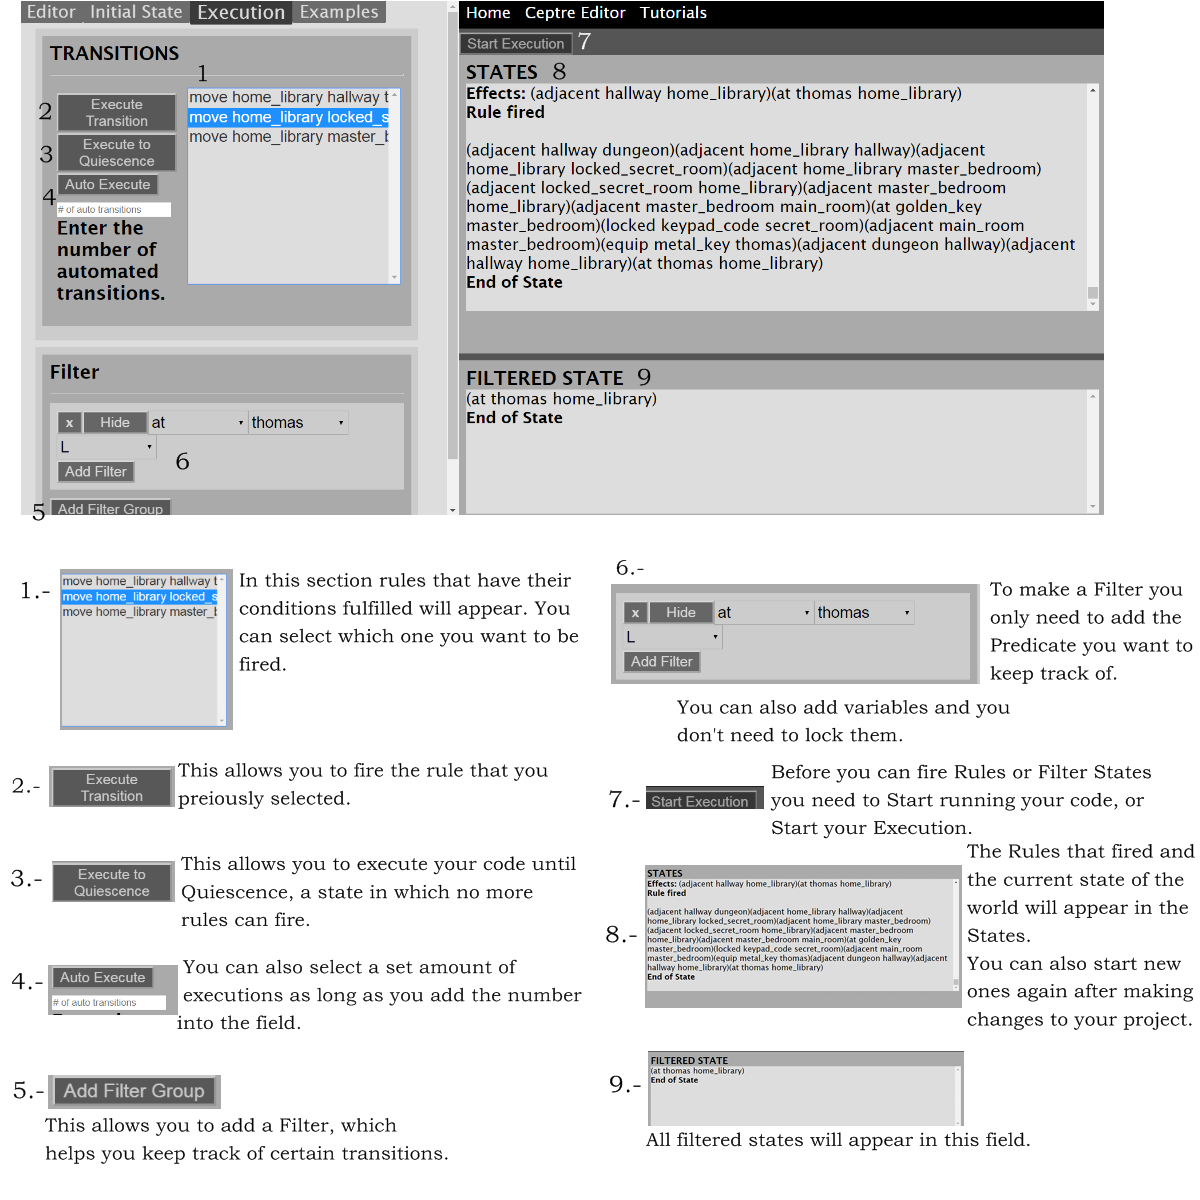 Editor Initial State Execution Examples
Home Ceptre Editor Tutorials
TRANSITIONS
1
2
Execute
Transition
3
Execute to
Quiescence
4
Auto Execute
# of auto transitions
Enter the
number of
automated
transitions.
move home_library hallway t
move home_library locked_s
move home_library master_b
Filter
x Hide at thomas
L
Add Filter
6
5
Add Filter Group
Start Execution 7
STATES 8
Effects: (adjacent hallway home_library)(at thomas home_library)
Rule fired
(adjacent hallway dungeon)(adjacent home_library hallway)(adjacent
home_library locked_secret_room)(adjacent home_library master_bedroom)
(adjacent locked_secret_room home_library)(adjacent master_bedroom
home_library)(adjacent master_bedroom main_room)(at golden_key
master_bedroom)(locked keypad_code secret_room)(adjacent main_room
master_bedroom)(equip metal_key thomas)(adjacent dungeon hallway)(adjacent
hallway home_library)(at thomas home_library)
End of State
FILTERED STATE 9
(at thomas home_library)
End of State
1.-
move home_library hallway t
move home_library locked_s
move home_library master_b
In this section rules that have their
conditions fulfilled will appear. You
can select which one you want to be
fired.
2.-
Execute
Transition
This allows you to fire the rule that you
preiously selected.
3.-
Execute to
Quiescence
This allows you to execute your code until
Quiescence, a state in which no more
rules can fire.
4.-
Auto Execute
# of auto transitions
You can also select a set amount of
executions as long as you add the number
into the field.
5.-
Add Filter Group
This allows you to add a Filter, which
helps you keep track of certain transitions.
6.-
x Hide at thomas
L
Add Filter
To make a Filter you
only need to add the
Predicate you want to
keep track of.
You can also add variables and you
don't need to lock them.
7.-
Start Execution
Before you can fire Rules or Filter States
you need to Start running your code, or
Start your Execution.
8.-
STATES
Effects: (adjacent hallway home_library)(at thomas home_library)
Rule fired
(adjacent hallway dungeon)(adjacent home_library hallway)(adjacent
home_library locked_secret_room)(adjacent home_library master_bedroom)
(adjacent locked_secret_room home_library)(adjacent master_bedroom
home_library)(adjacent master_bedroom main_room)(at golden_key
master_bedroom)(locked keypad_code secret_room)(adjacent main_room
master_bedroom)(equip metal_key thomas)(adjacent dungeon hallway)(adjacent
hallway home_library)(at thomas home_library)
End of State
The Rules that fired and
the current state of the
world will appear in the
States.
You can also start new
ones again after making
changes to your project.
9.-
FILTERED STATE
(at thomas home_library)
End of State
All filtered states will appear in this field.